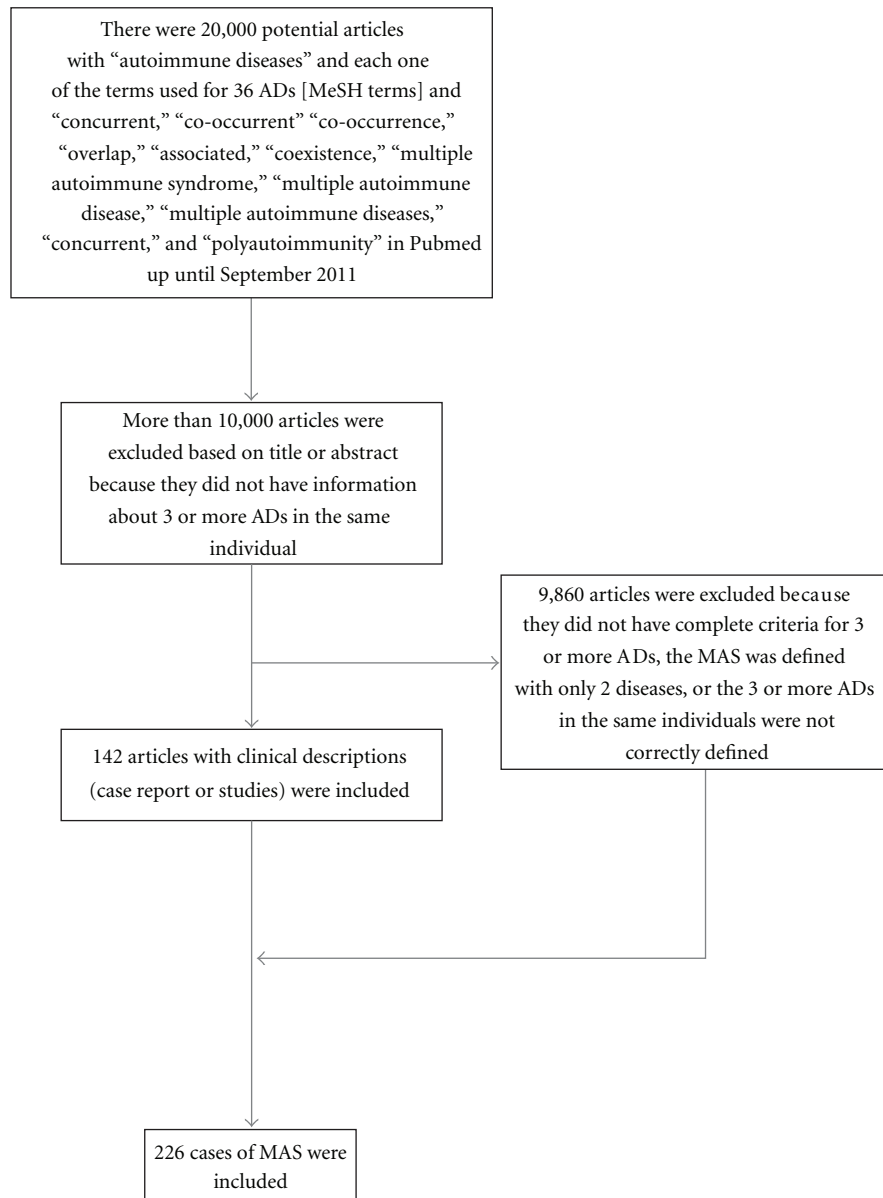 There were 20,000 potential articles
with “autoimmune diseases” and each one
of the terms used for 36 ADs [MeSH terms] and
“concurrent,” “co-occurrent” “co-occurrence,”
“overlap,” “associated,” “coexistence,” “multiple
autoimmune syndrome,” “multiple autoimmune
disease,” “multiple autoimmune diseases,”
“concurrent,” and “polyautoimmunity” in Pubmed
up until September 2011
More than 10,000 articles were
excluded based on title or abstract
because they did not have information
about 3 or more ADs in the same
individual
9,860 articles were excluded because
they did not have complete criteria for 3
or more ADs, the MAS was defined
with only 2 diseases, or the 3 or more ADs
in the same individuals were not
correctly defined
142 articles with clinical descriptions
(case report or studies) were included
226 cases of MAS were
included